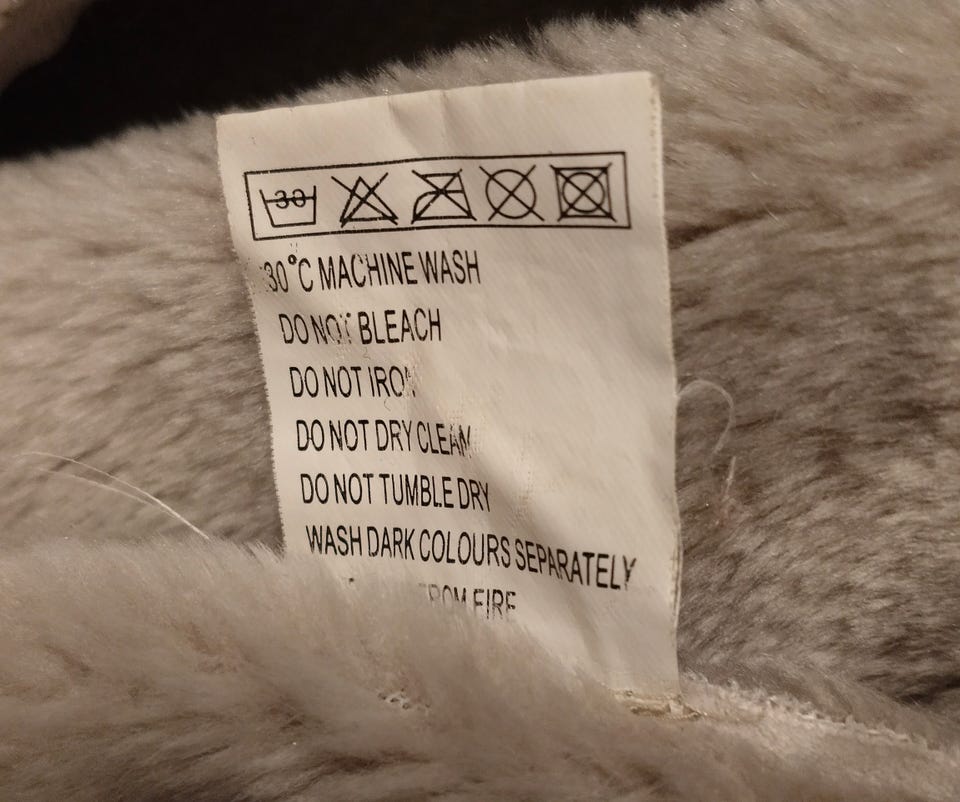 30
30°C MACHINE WASH
DO NOT BLEACH
DO NOT IRON
DO NOT DRY CLEAN
DO NOT TUMBLE DRY
WASH DARK COLOURS SEPARATELY
FROM FIRE